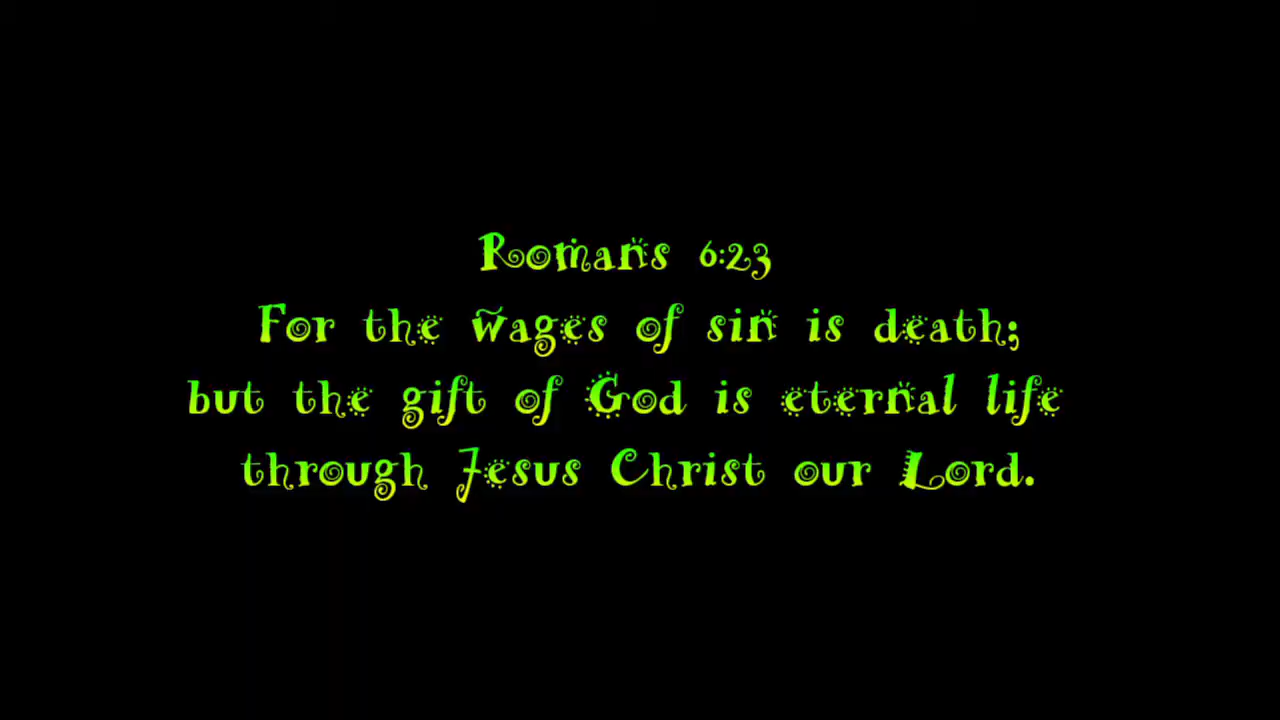 Romans 6:23
For the wages of sin is death;
but the gift of God is eternal life
through Jesus Christ our Lord.